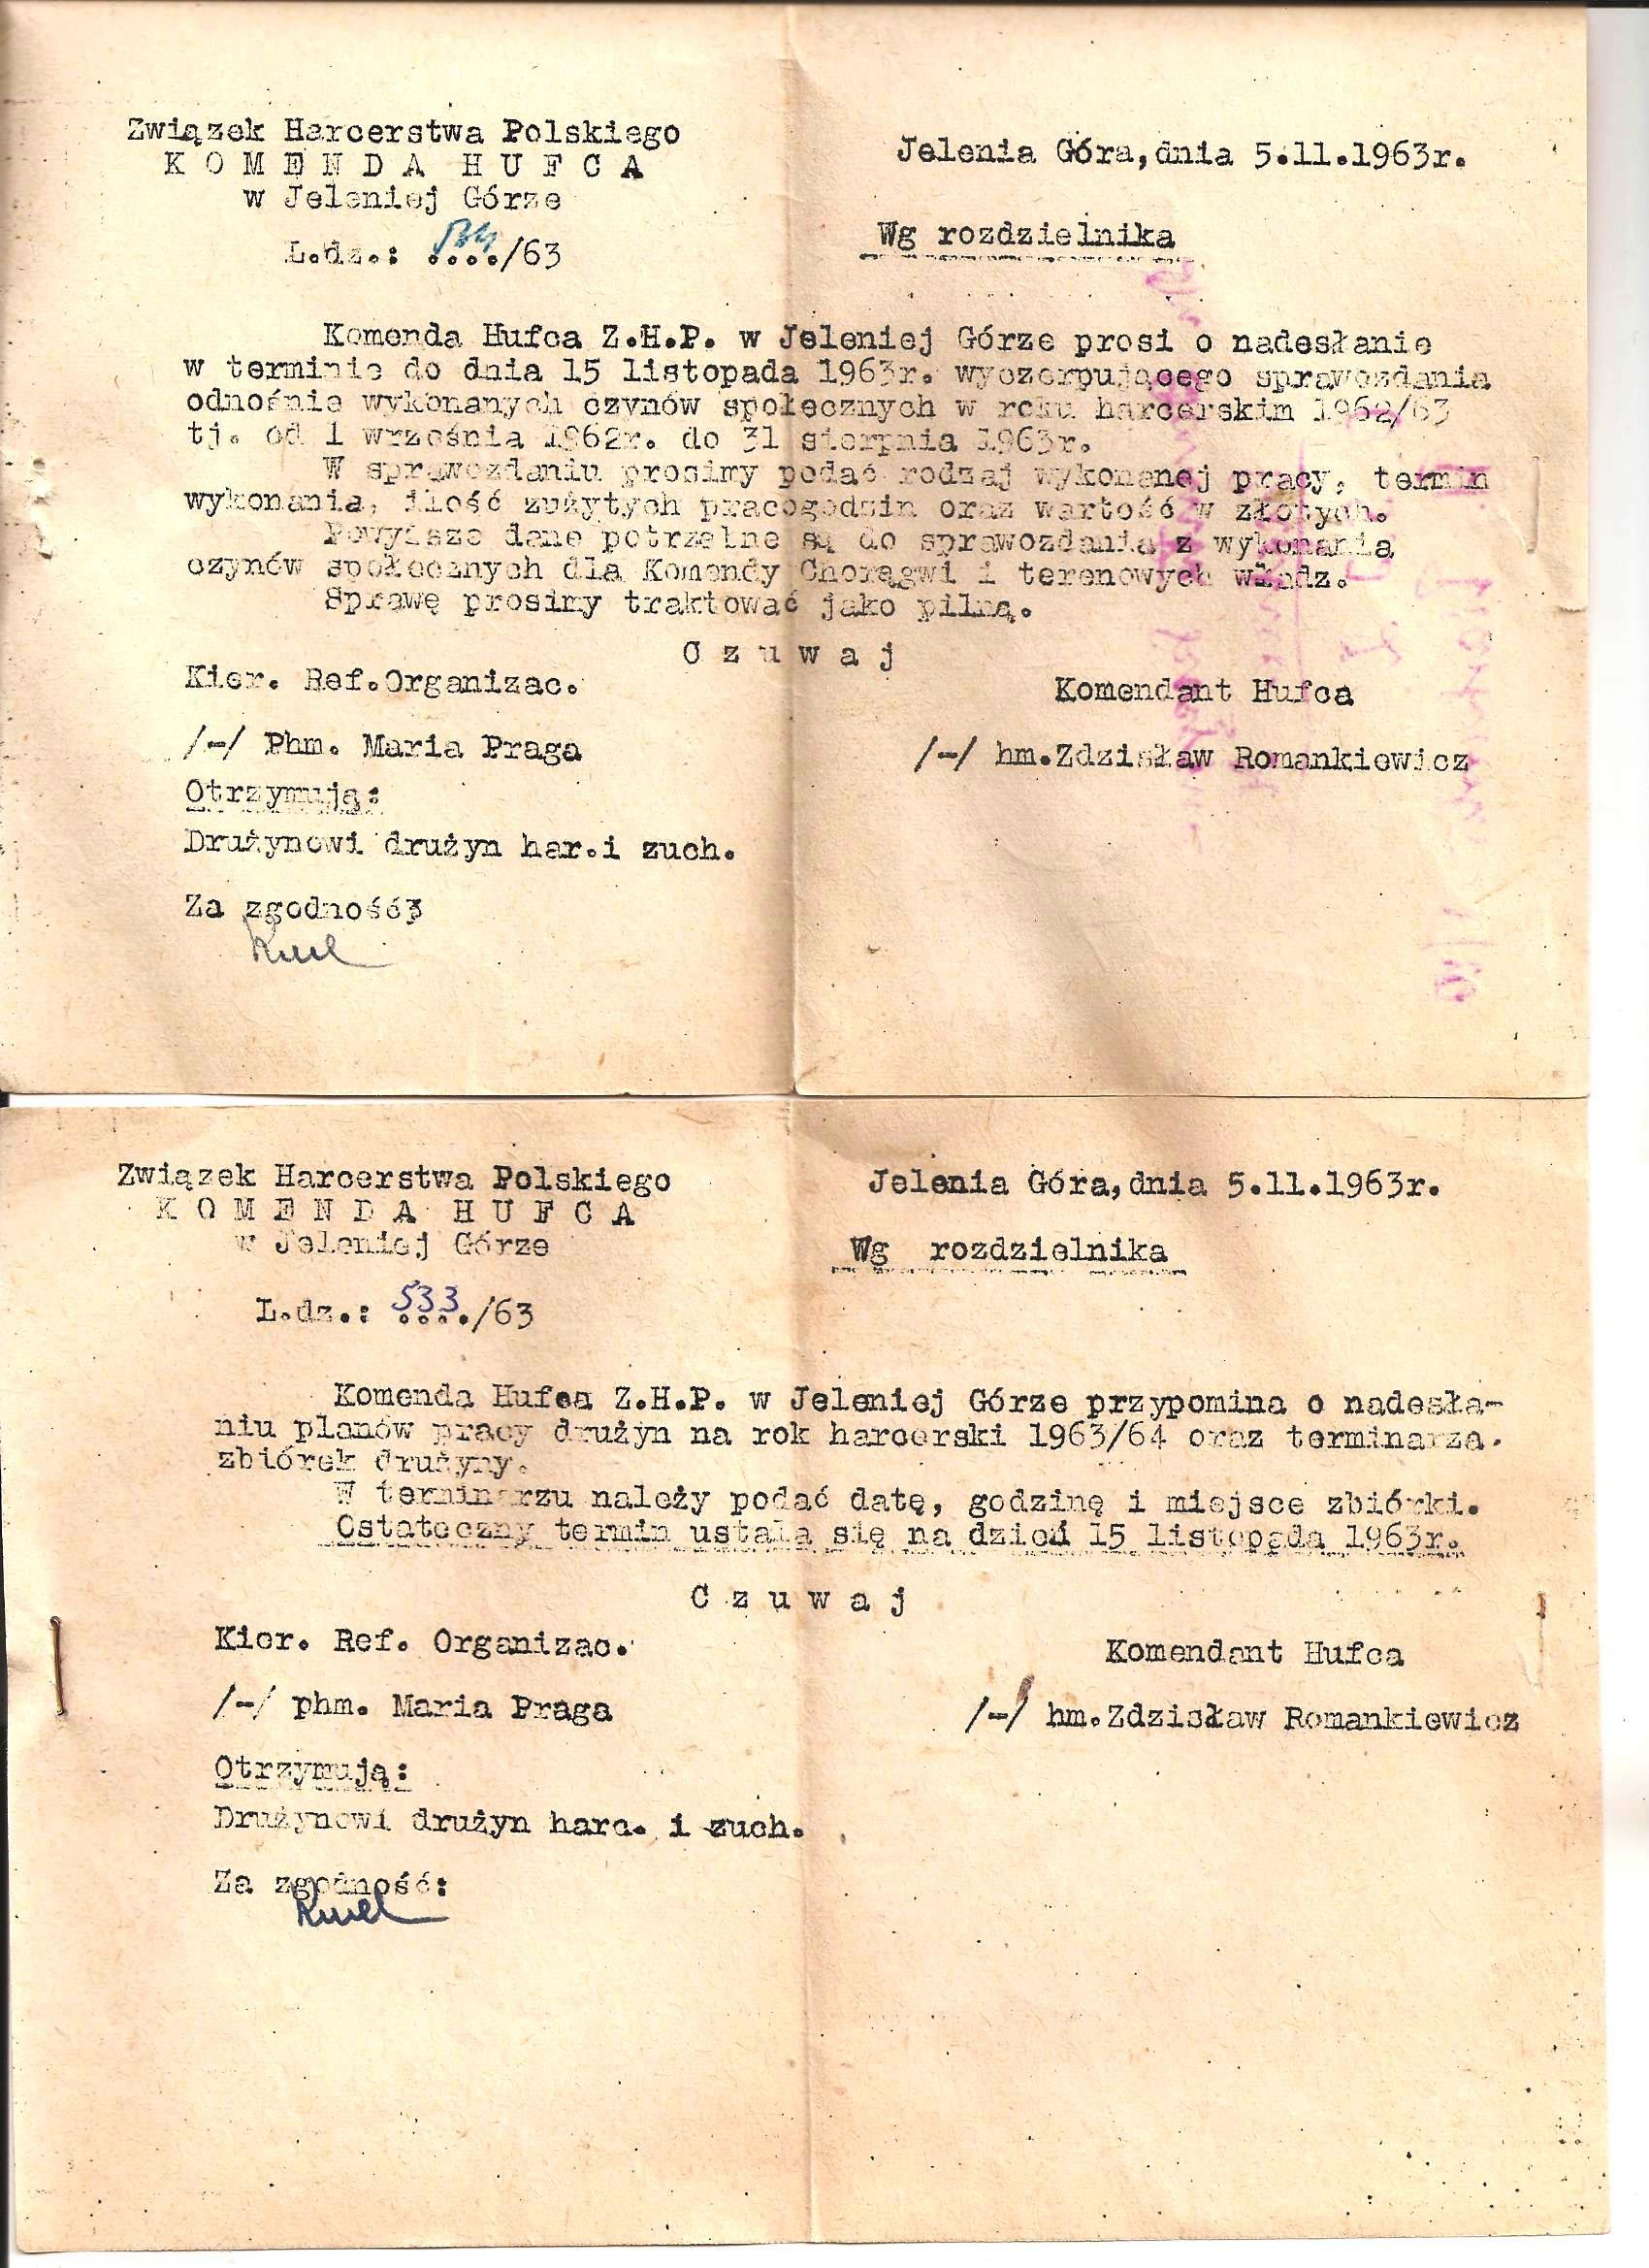 Związek Harcerstwa Polskiego
K O M E N D A  H U F C A
w Jeleniej Górze
L.dz.: ..../63
Jelenia Góra,dnia 5.11.1963r.
Wg rozdzielnika
Komenda Hufca Z.H.P. w Jeleniej Górze prosi o nadesłanie
w terminie do dnia 15 listopada 1963r. wyczerpującego sprawozdania
odnośnie wykonanych czynów społecznych w roku harcerskim 1962/63
tj. od 1 września 1962r. do 31 sierpnia 1963r.
W sprawozdaniu prosimy podać rodzaj wykonanej pracy, termin
wykonania, ilość zużytych pracogodzin oraz wartość w złotych.
Powyższe dane potrzebne są do sprawozdania z wykonania
czynów społecznych dla Komendy Chorągwi i terenowych władz.
Sprawę prosimy traktować jako pilną.
C z u w a j
Kier. Ref.Organizac.
Komendant Hufca
/-/ Phm. Maria Praga
/-/ hm.Zdzisław Romankiewicz
Otrzymują:
Drużynowi drużyn har.i zuch.
Za zgodność3
Związek Harcerstwa Polskiego
K O M E N D A  H U F C A
w Jeleniej Górze
L.dz.: 533/63
Jelenia Góra,dnia 5.11.1963r.
Wg rozdzielnika
Komenda Hufca Z.H.P. w Jeleniej Górze przypomina o nadesła-
niu planów pracy drużyn na rok harcerski 1963/64 oraz terminarza
zbiórek drużyny.
W terminarzu należy podać datę, godzinę i miejsce zbiórki.
Ostateczny termin ustala się na dzień 15 listopada 1963r.
C z u w a j
Kier. Ref. Organizac.
Komendant Hufca
/-/ phm. Maria Praga
/-/ hm.Zdzisław Romankiewicz
Otrzymują:
Drużynowi drużyn harc. i zuch.
Za zgodność: